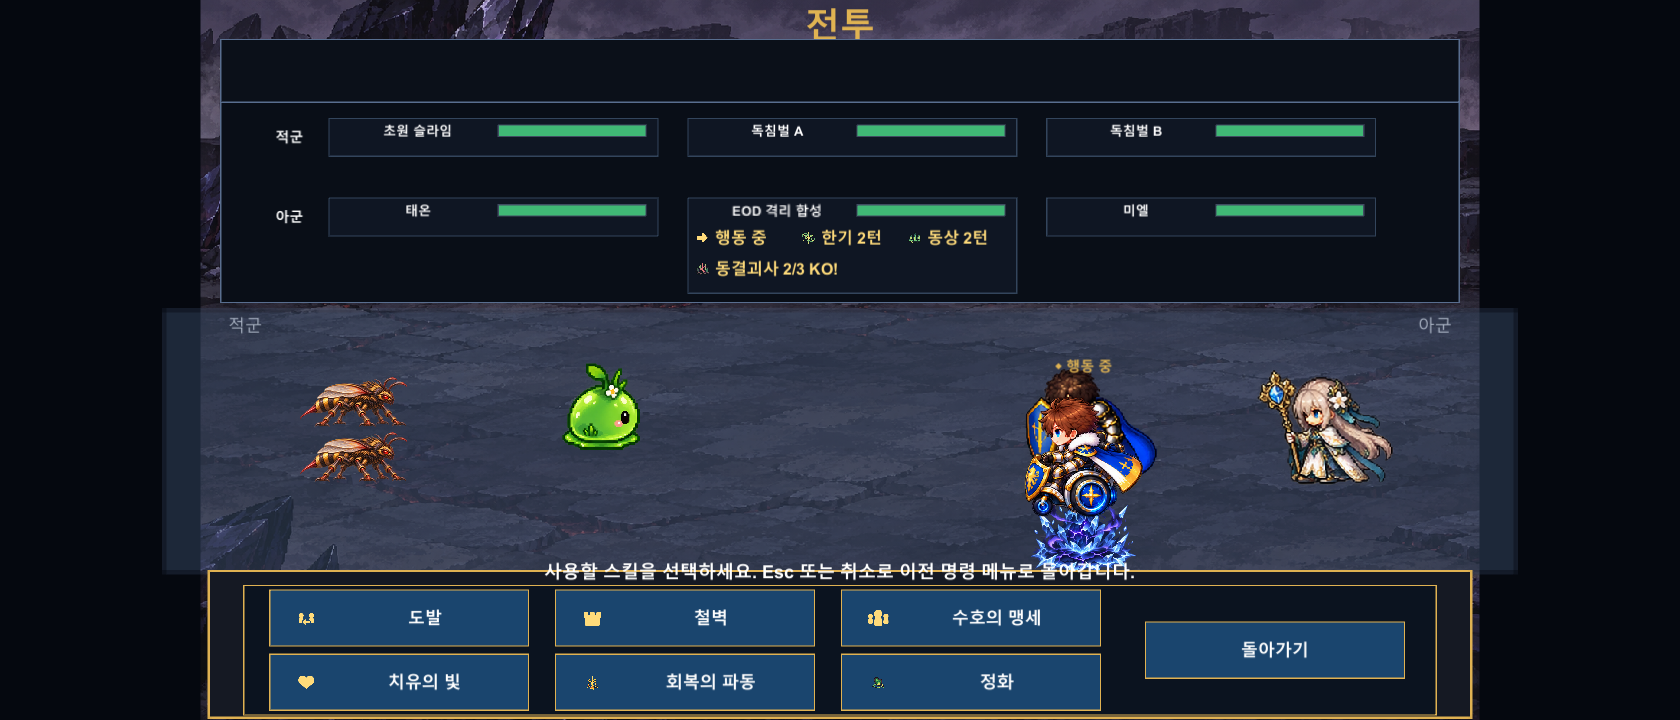 전투
적군 초원 슬라임 독침벌 A 독침벌 B
아군 태온 EOD 격리 합성 미엘
행동 중 한기 2턴 동상 2턴
동결괴사 2/3 KO!
적군 아군
행동 중
사용할 스킬을 선택하세요. Esc 또는 취소로 이전 명령 메뉴로 돌아갑니다.
도발 철벽 수호의 맹세
돌아가기
치유의 빛 회복의 파동 정화